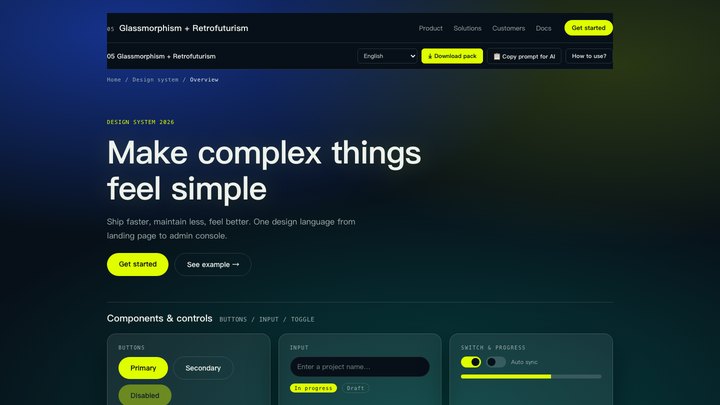 05 Glassmorphism + Retrofuturism
Product Solutions Customers Docs Get started
05 Glassmorphism + Retrofuturism
English Download pack Copy prompt for AI How to use?
Home / Design system / Overview
DESIGN SYSTEM 2026
Make complex things
feel simple
Ship faster, maintain less, feel better. One design language from
landing page to admin console.
Get started See example →
Components & controls BUTTONS / INPUT / TOGGLE
BUTTONS
Primary Secondary
Disabled
INPUT
Enter a project name...
In progress Draft
SWITCH & PROGRESS
Auto sync